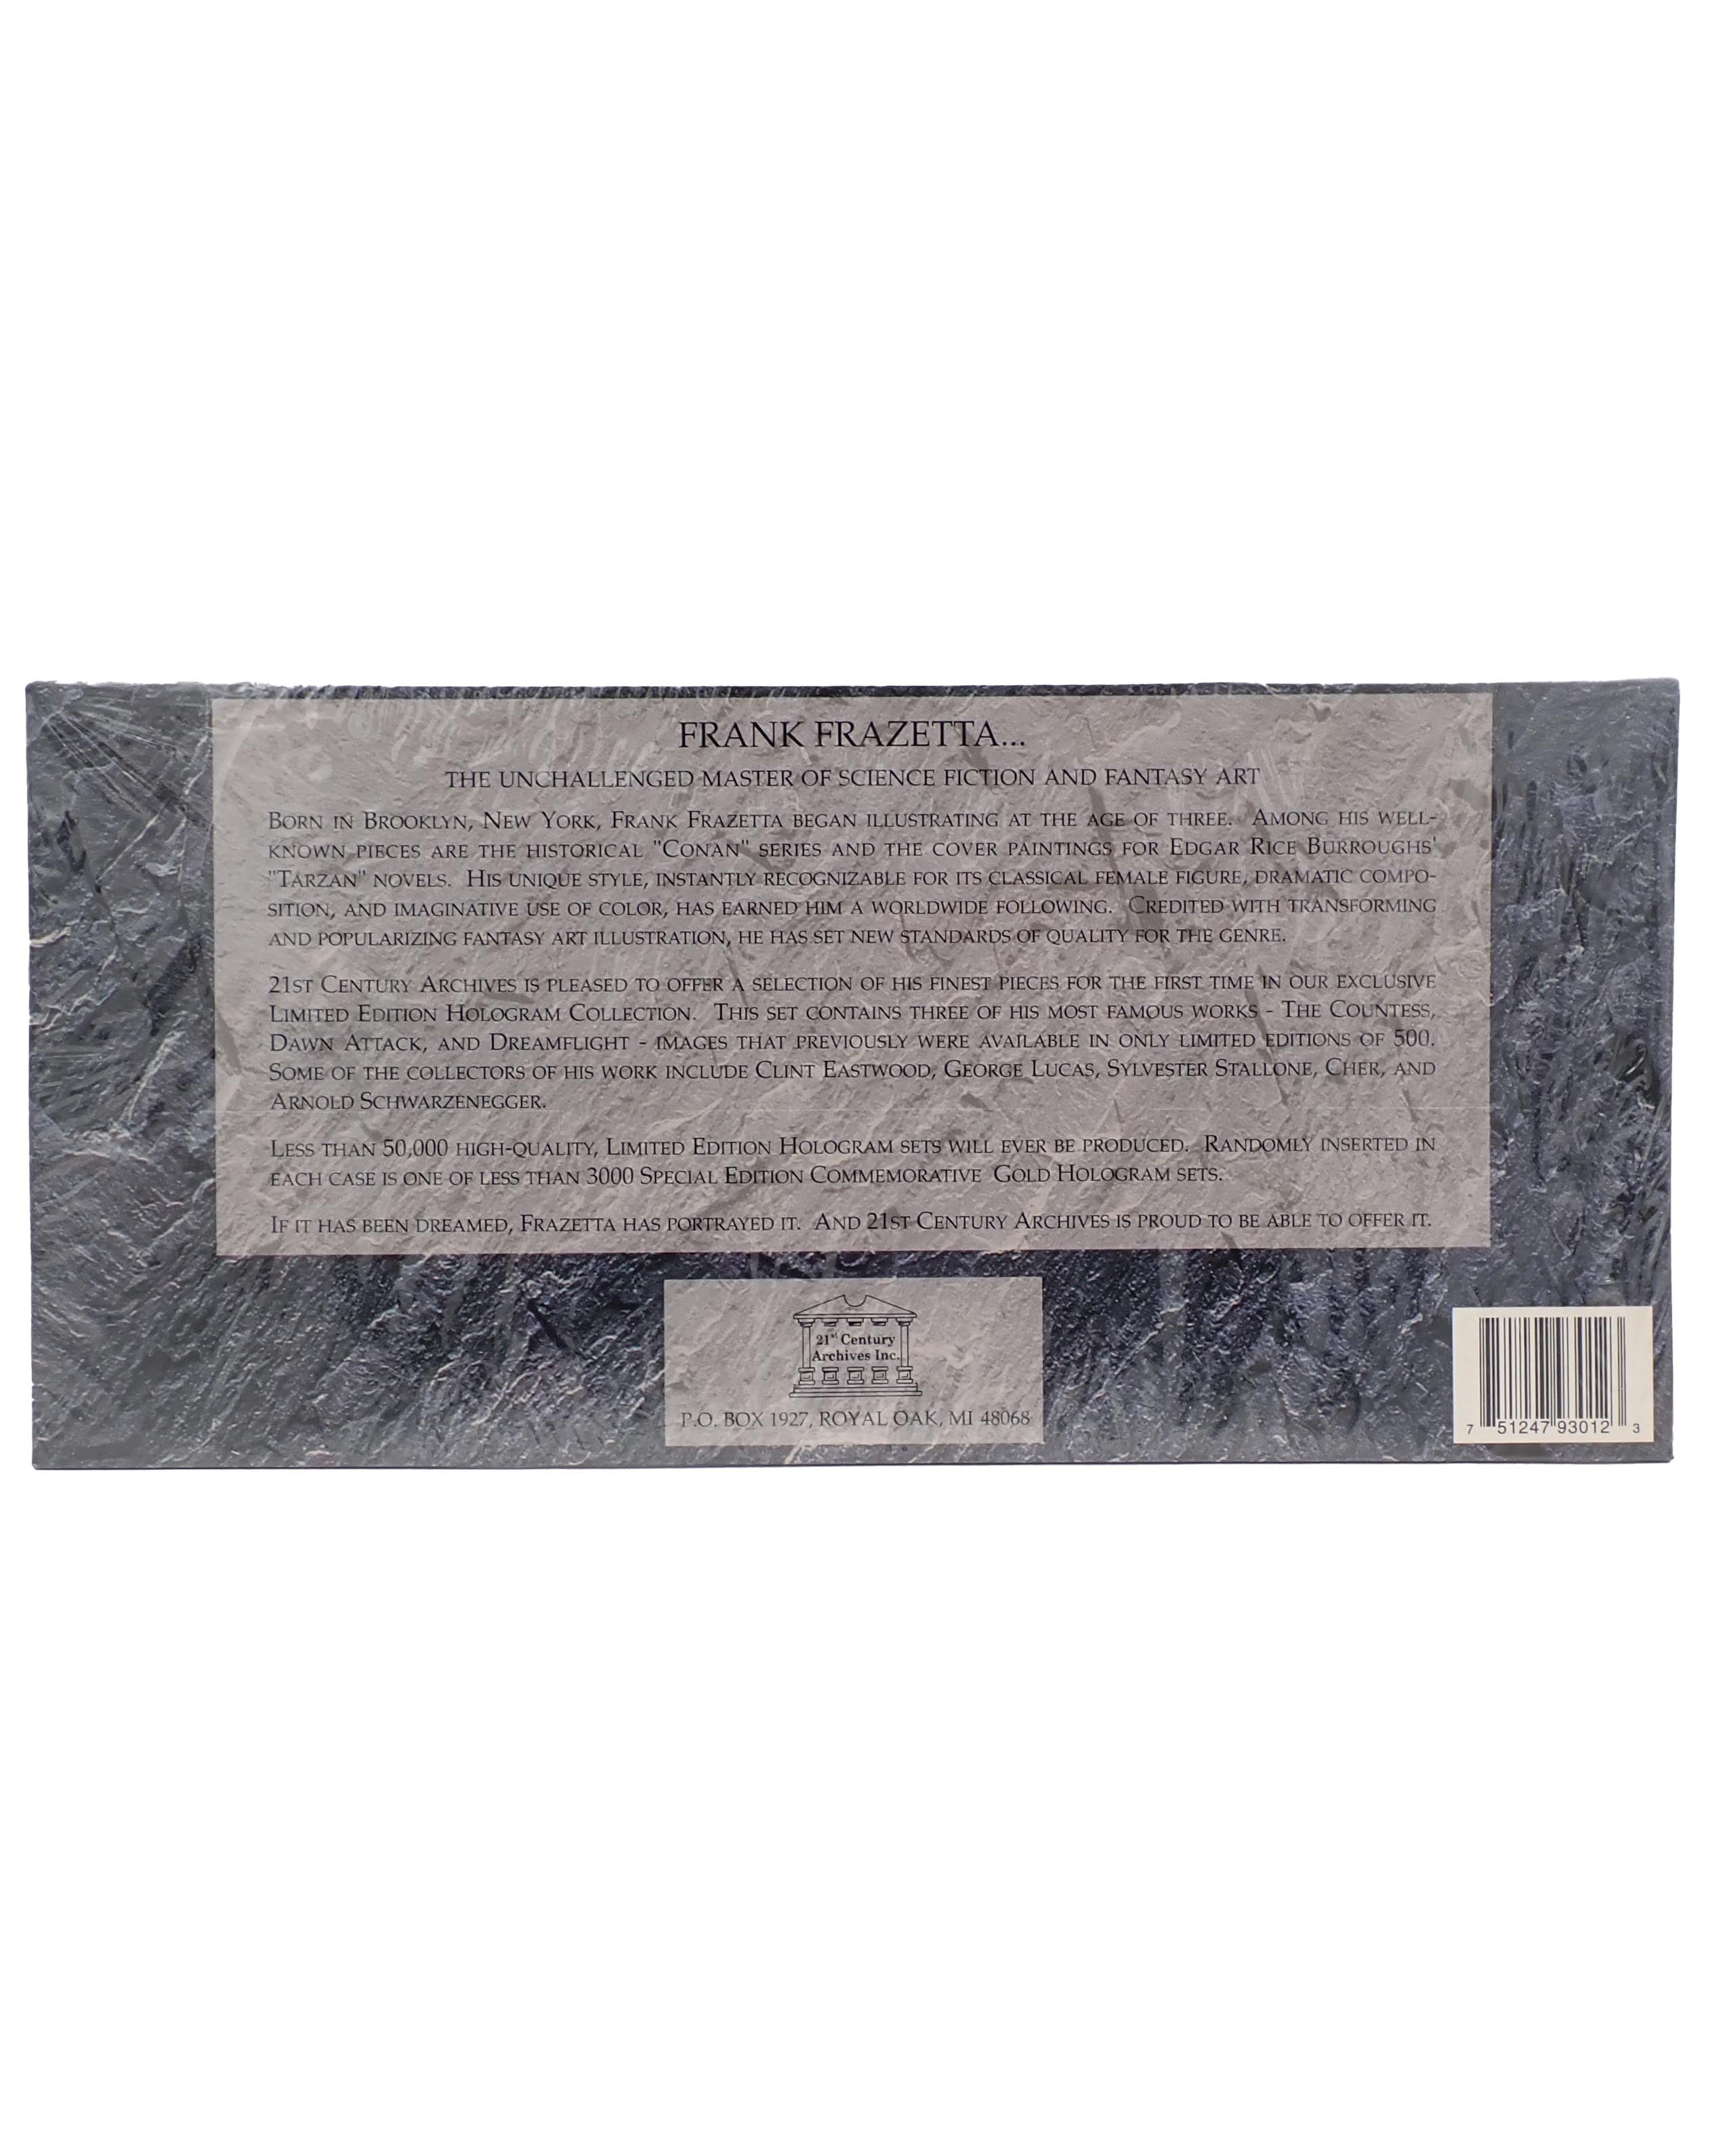 FRANK FRAZETTA...
THE UNCHALLENGED MASTER OF SCIENCE FICTION AND FANTASY ART
BORN IN BROOKLYN, NEW YORK, FRANK FRAZETTA BEGAN ILLUSTRATING AT THE AGE OF THREE. AMONG HIS WELL-
KNOWN PIECES ARE THE HISTORICAL "CONAN" SERIES AND THE COVER PAINTINGS FOR EDGAR RICE BURROUGHS'
"TARZAN" NOVELS. HIS UNIQUE STYLE, INSTANTLY RECOGNIZABLE FOR ITS CLASSICAL FEMALE FIGURE, DRAMATIC COMPO-
SITION, AND IMAGINATIVE USE OF COLOR, HAS EARNED HIM A WORLDWIDE FOLLOWING. CREDITED WITH TRANSFORMING
AND POPULARIZING FANTASY ART ILLUSTRATION, HE HAS SET NEW STANDARDS OF QUALITY FOR THE GENRE.
21ST CENTURY ARCHIVES IS PLEASED TO OFFER A SELECTION OF HIS FINEST PIECES FOR THE FIRST TIME IN OUR EXCLUSIVE
LIMITED EDITION HOLOGRAM COLLECTION. THIS SET CONTAINS THREE OF HIS MOST FAMOUS WORKS - THE COUNTESS,
DAWN ATTACK, AND DREAMFLIGHT - IMAGES THAT PREVIOUSLY WERE AVAILABLE IN ONLY LIMITED EDITIONS OF 500.
SOME OF THE COLLECTORS OF HIS WORK INCLUDE CLINT EASTWOOD, GEORGE LUCAS, SYLVESTER STALLONE, CHER, AND
ARNOLD SCHWARZENEGGER.
LESS THAN 50,000 HIGH-QUALITY, LIMITED EDITION HOLOGRAM SETS WILL EVER BE PRODUCED. RANDOMLY INSERTED IN
EACH CASE IS ONE OF LESS THAN 3000 SPECIAL EDITION COMMEMORATIVE GOLD HOLOGRAM SETS.
IF IT HAS BEEN DREAMED, FRAZETTA HAS PORTRAYED IT. AND 21ST CENTURY ARCHIVES IS PROUD TO BE ABLE TO OFFER IT.
21st Century
Archives Inc.
P.O. BOX 1927, ROYAL OAK, MI 48068
7 51247 93012 3